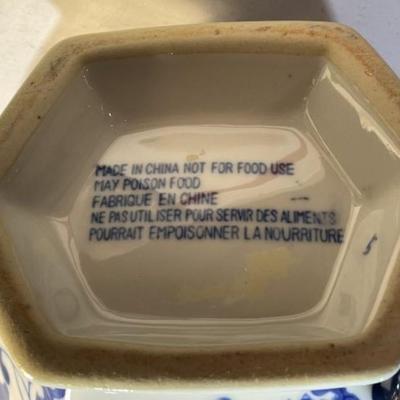 MADE IN CHINA NOT FOR FOOD USE
MAY POISON FOOD
FABRIQUE EN CHINE
NE PAS UTILISER POUR SERVIR DES ALIMENTS
POURRAIT EMPOISONNER LA NOURRITURE
5